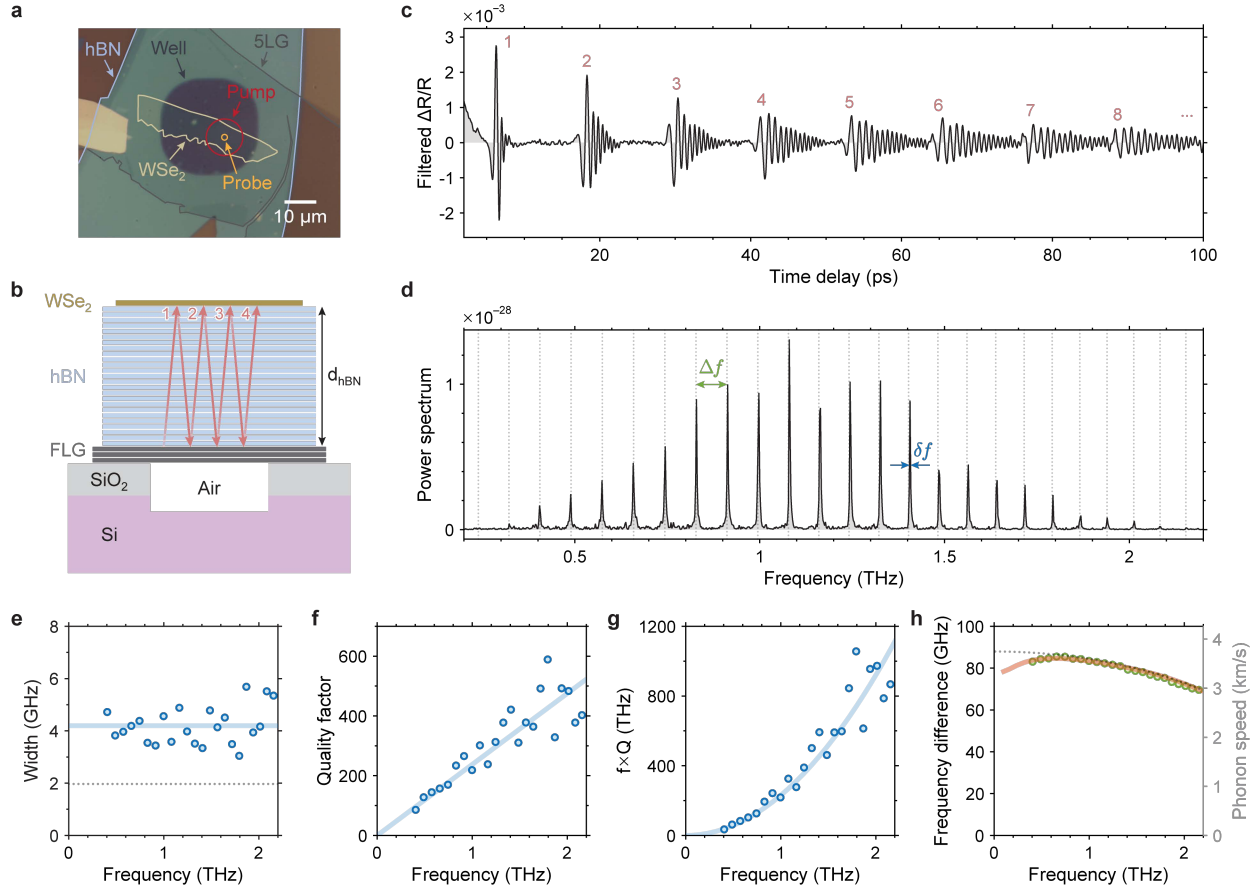 a
hBN
Well
5LG
Pump
WSe₂
Probe
10 µm
b
WSe₂
1 2 3 4
hBN
d_hBN
FLG
SiO₂
Air
Si
c
×10⁻³
Filtered ΔR/R
3
2
1
0
-1
-2
1 2 3 4 5 6 7 8 ...
20 40 60 80 100
Time delay (ps)
d
×10⁻²⁸
Power spectrum
1
0
Δf
δf
0.5 1 1.5 2
Frequency (THz)
e
Width (GHz)
8
6
4
2
0
0 1 2
Frequency (THz)
f
Quality factor
600
400
200
0
0 1 2
Frequency (THz)
g
f×Q (THz)
1200
800
400
0
0 1 2
Frequency (THz)
h
Frequency difference (GHz)
100
80
60
40
20
0
0 1 2
Frequency (THz)
4
3
2
1
0
Phonon speed (km/s)